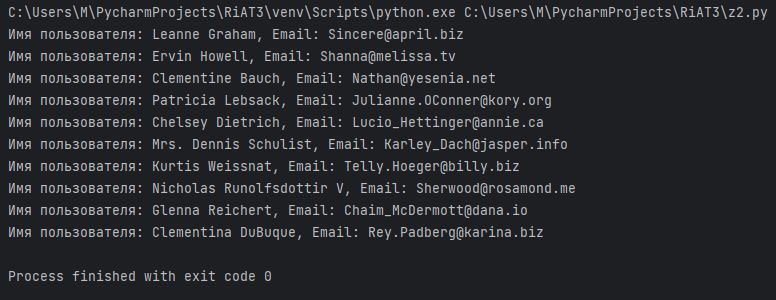 C:\Users\M\PycharmProjects\RiAT3\venv\Scripts\python.exe C:\Users\M\PycharmProjects\RiAT3\z2.py
Имя пользователя: Leanne Graham, Email: Sincere@april.biz
Имя пользователя: Ervin Howell, Email: Shanna@melissa.tv
Имя пользователя: Clementine Bauch, Email: Nathan@yesenia.net
Имя пользователя: Patricia Lebsack, Email: Julianne.OConner@kory.org
Имя пользователя: Chelsey Dietrich, Email: Lucio_Hettinger@annie.ca
Имя пользователя: Mrs. Dennis Schulist, Email: Karley_Dach@jasper.info
Имя пользователя: Kurtis Weissnat, Email: Telly.Hoeger@billy.biz
Имя пользователя: Nicholas Runolfsdottir V, Email: Sherwood@rosamond.me
Имя пользователя: Glenna Reichert, Email: Chaim_McDermott@dana.io
Имя пользователя: Clementina DuBuque, Email: Rey.Padberg@karina.biz
Process finished with exit code 0